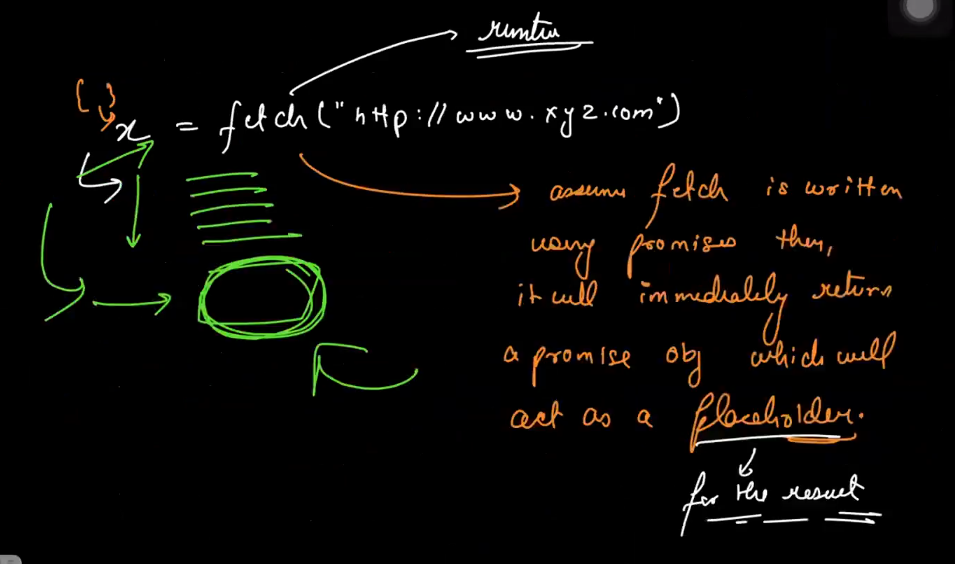 runtim
{ }
x = fetch("http://www.xyz.com")
assume fetch is written
using promises then,
it will immediately return
a promise obj which will
act as a placeholder.
for the result